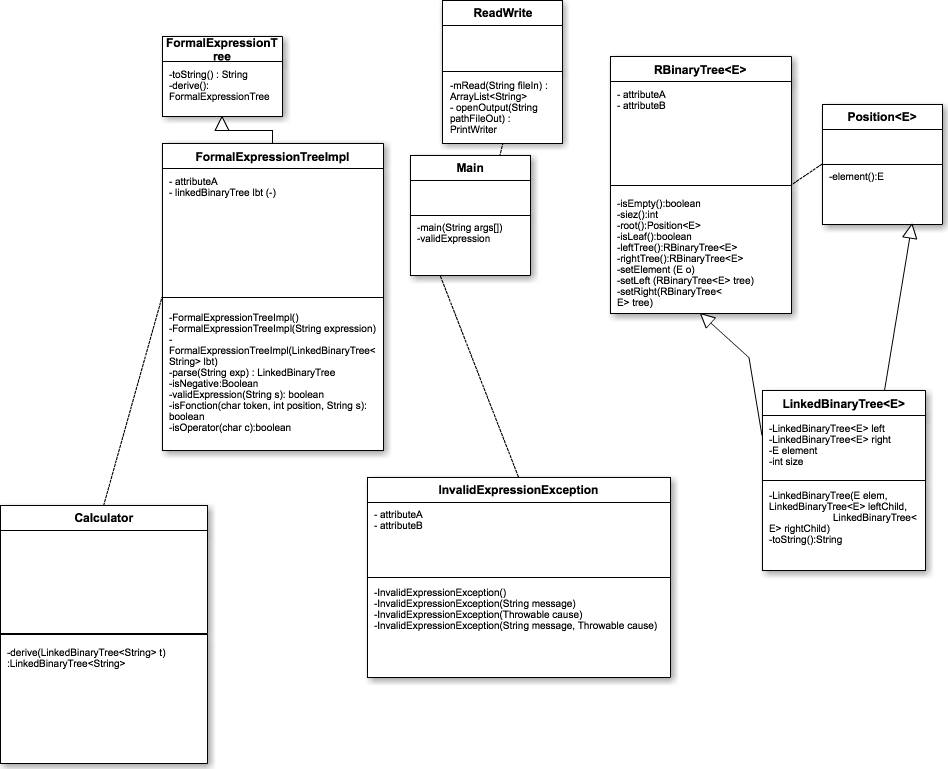 FormalExpressionT
ree
-toString() : String
-derive():
FormalExpressionTree
ReadWrite
-mRead(String fileIn) :
ArrayList<String>
- openOutput(String
pathFileOut) :
PrintWriter
RBinaryTree<E>
- attributeA
- attributeB
-isEmpty():boolean
-siez():int
-root():Position<E>
-isLeaf():boolean
-leftTree():RBinaryTree<E>
-rightTree():RBinaryTree<E>
-setElement (E o)
-setLeft (RBinaryTree<E> tree)
-setRight(RBinaryTree<
E> tree)
Position<E>
-element():E
FormalExpressionTreeImpl
- attributeA
- linkedBinaryTree lbt (-)
-FormalExpressionTreeImpl()
-FormalExpressionTreeImpl(String expression)
-
FormalExpressionTreeImpl(LinkedBinaryTree<
String> lbt)
-parse(String exp) : LinkedBinaryTree
-isNegative:Boolean
-validExpression(String s): boolean
-isFonction(char token, int position, String s):
boolean
-isOperator(char c):boolean
Main
-main(String args[])
-validExpression
LinkedBinaryTree<E>
-LinkedBinaryTree<E> left
-LinkedBinaryTree<E> right
-E element
-int size
-LinkedBinaryTree(E elem,
LinkedBinaryTree<E> leftChild,
LinkedBinaryTree<
E> rightChild)
-toString():String
InvalidExpressionException
- attributeA
- attributeB
-InvalidExpressionException()
-InvalidExpressionException(String message)
-InvalidExpressionException(Throwable cause)
-InvalidExpressionException(String message, Throwable cause)
Calculator
-derive(LinkedBinaryTree<String> t)
:LinkedBinaryTree<String>